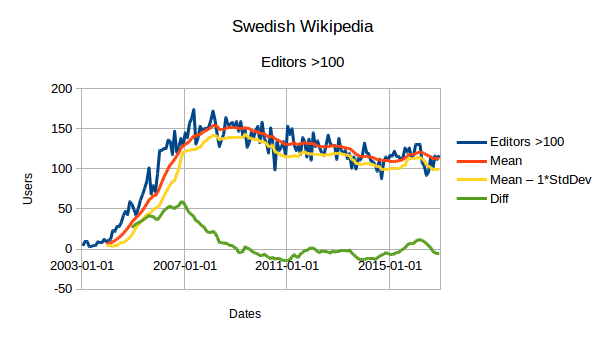 Swedish Wikipedia
Editors >100
200
150
100
50
0
-50
2003-01-01 2007-01-01 2011-01-01 2015-01-01
Users
Dates
Editors >100
Mean
Mean – 1*StdDev
Diff